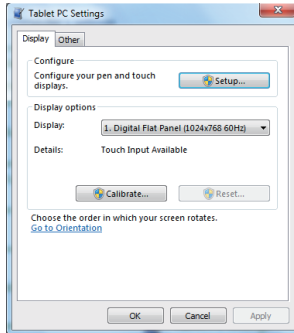 Tablet PC Settings
Display Other
Configure
Configure your pen and touch
displays.
Setup...
Display options
Display: 1. Digital Flat Panel (1024x768 60Hz)
Details: Touch Input Available
Calibrate... Reset...
Choose the order in which your screen rotates.
Go to Orientation
OK Cancel Apply